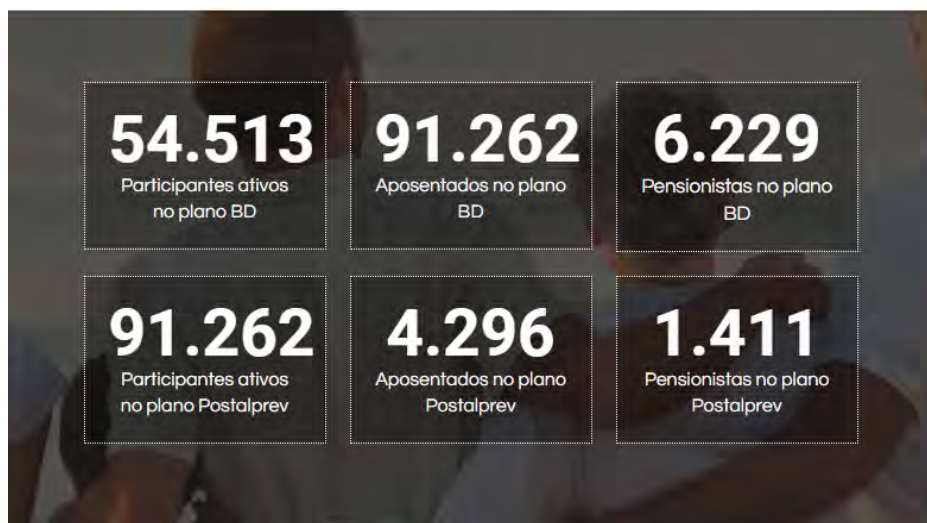 54.513
Participantes ativos
no plano BD
91.262
Aposentados no plano
BD
6.229
Pensionistas no plano
BD
91.262
Participantes ativos
no plano Postalprev
4.296
Aposentados no plano
Postalprev
1.411
Pensionistas no plano
Postalprev